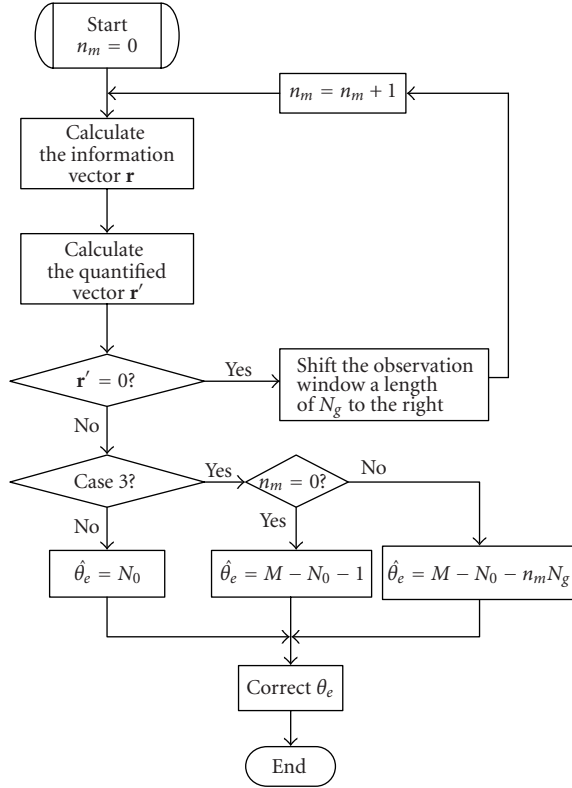 Start
n_m = 0
n_m = n_m + 1
Calculate
the information
vector r
Calculate
the quantified
vector r′
r′ = 0?
Yes
Shift the observation
window a length
of N_g to the right
No
Case 3?
Yes
n_m = 0?
No
No
Yes
θ̂_e = N_0
θ̂_e = M − N_0 − 1
θ̂_e = M − N_0 − n_m N_g
Correct θ_e
End